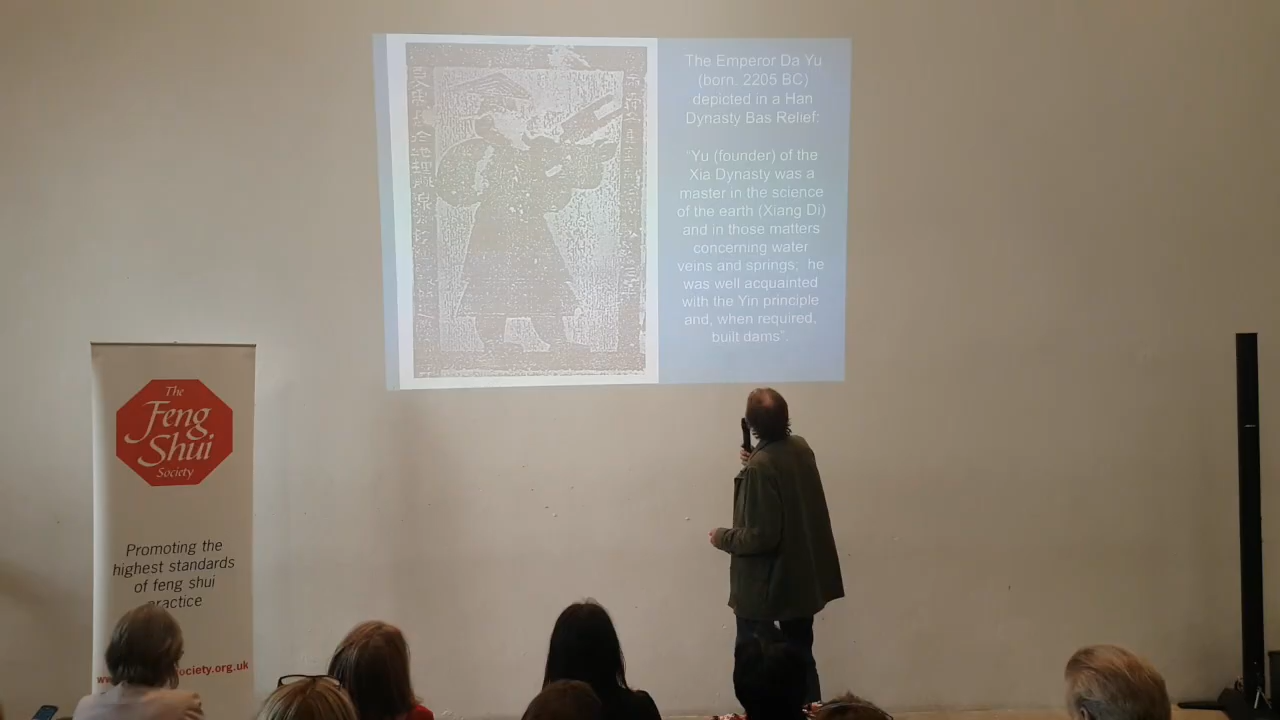 The Emperor Da Yu
(born. 2205 BC)
depicted in a Han
Dynasty Bas Relief:
"Yu (founder) of the
Xia Dynasty was a
master in the science
of the earth (Xiang Di)
and in those matters
concerning water
veins and springs; he
was well acquainted
with the Yin principle
and, when required,
built dams".
The
Feng
Shui
Society
Promoting the
highest standards
of feng shui
practice